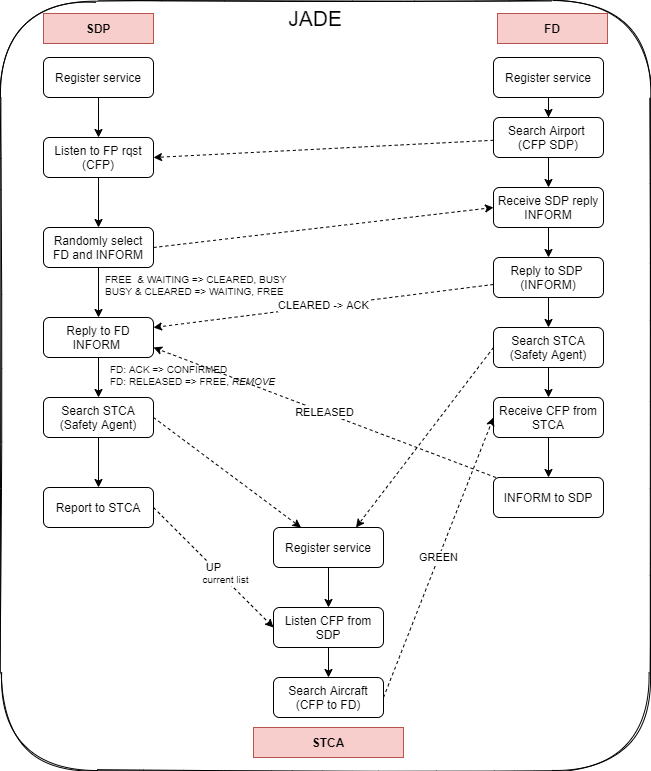 JADE
SDP
FD
Register service
Register service
Listen to FP rqst
(CFP)
Search Airport
(CFP SDP)
Receive SDP reply
INFORM
Randomly select
FD and INFORM
FREE & WAITING => CLEARED, BUSY
BUSY & CLEARED => WAITING, FREE
Reply to SDP
(INFORM)
CLEARED -> ACK
Reply to FD
INFORM
Search STCA
(Safety Agent)
FD: ACK => CONFIRMED
FD: RELEASED => FREE, REMOVE
Search STCA
(Safety Agent)
RELEASED
Receive CFP from
STCA
Report to STCA
INFORM to SDP
Register service
GREEN
UP
current list
Listen CFP from
SDP
Search Aircraft
(CFP to FD)
STCA